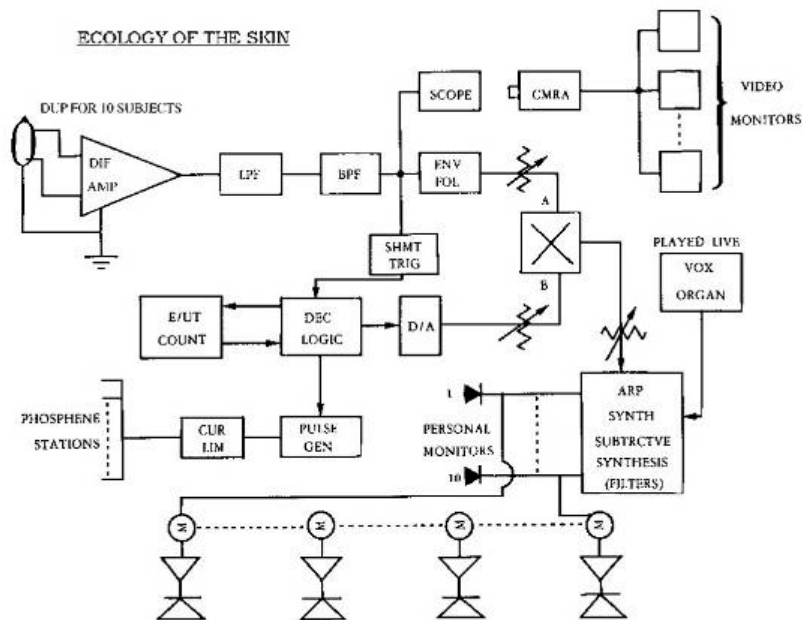 ECOLOGY OF THE SKIN
DUP FOR 10 SUBJECTS
DIF
AMP
LPF
BPF
SCOPE
CMRA
VIDEO
MONITORS
ENV
FOL
A
B
SHMT
TRIG
PLAYED LIVE
VOX
ORGAN
E/UT
COUNT
DEC
LOGIC
D/A
PHOSPHENE
STATIONS
CUR
LIM
PULSE
GEN
1
PERSONAL
MONITORS
10
ARP
SYNTH
SUBTRCTVE
SYNTHESIS
(FILTERS)
M
M
M
M